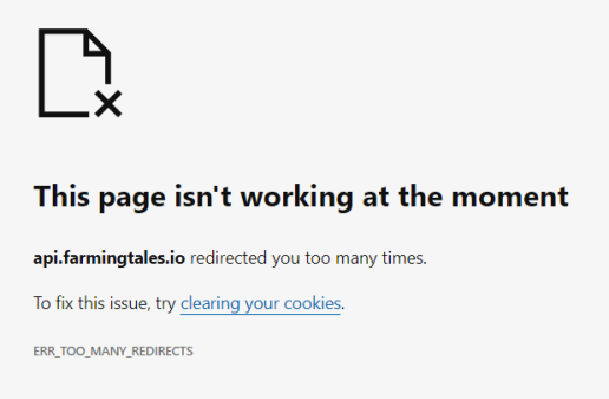 This page isn't working at the moment
api.farmingtales.io redirected you too many times.
To fix this issue, try clearing your cookies.
ERR_TOO_MANY_REDIRECTS